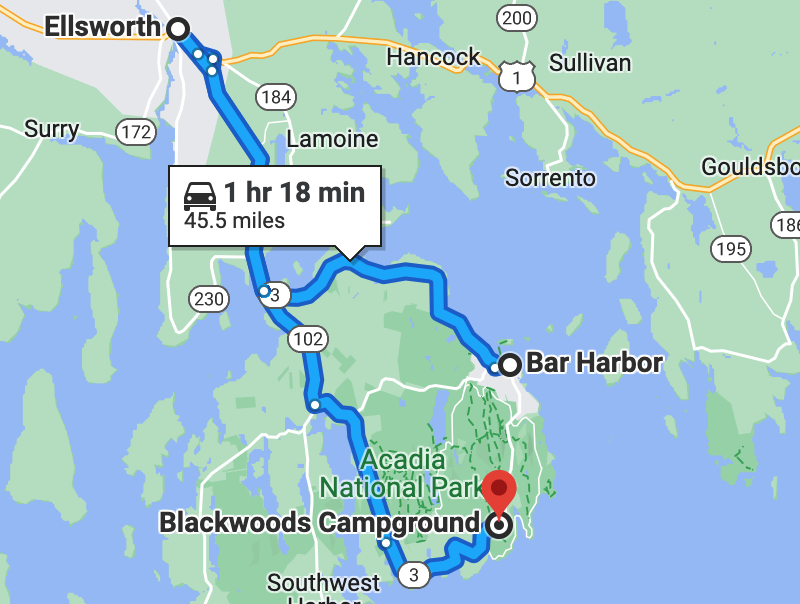 200
Ellsworth
Hancock
1
Sullivan
184
Surry
172
Lamoine
Gouldsbo
Sorrento
1 hr 18 min
45.5 miles
186
195
230
3
102
Bar Harbor
Acadia
National Park
Blackwoods Campground
3
Southwest
Harbor